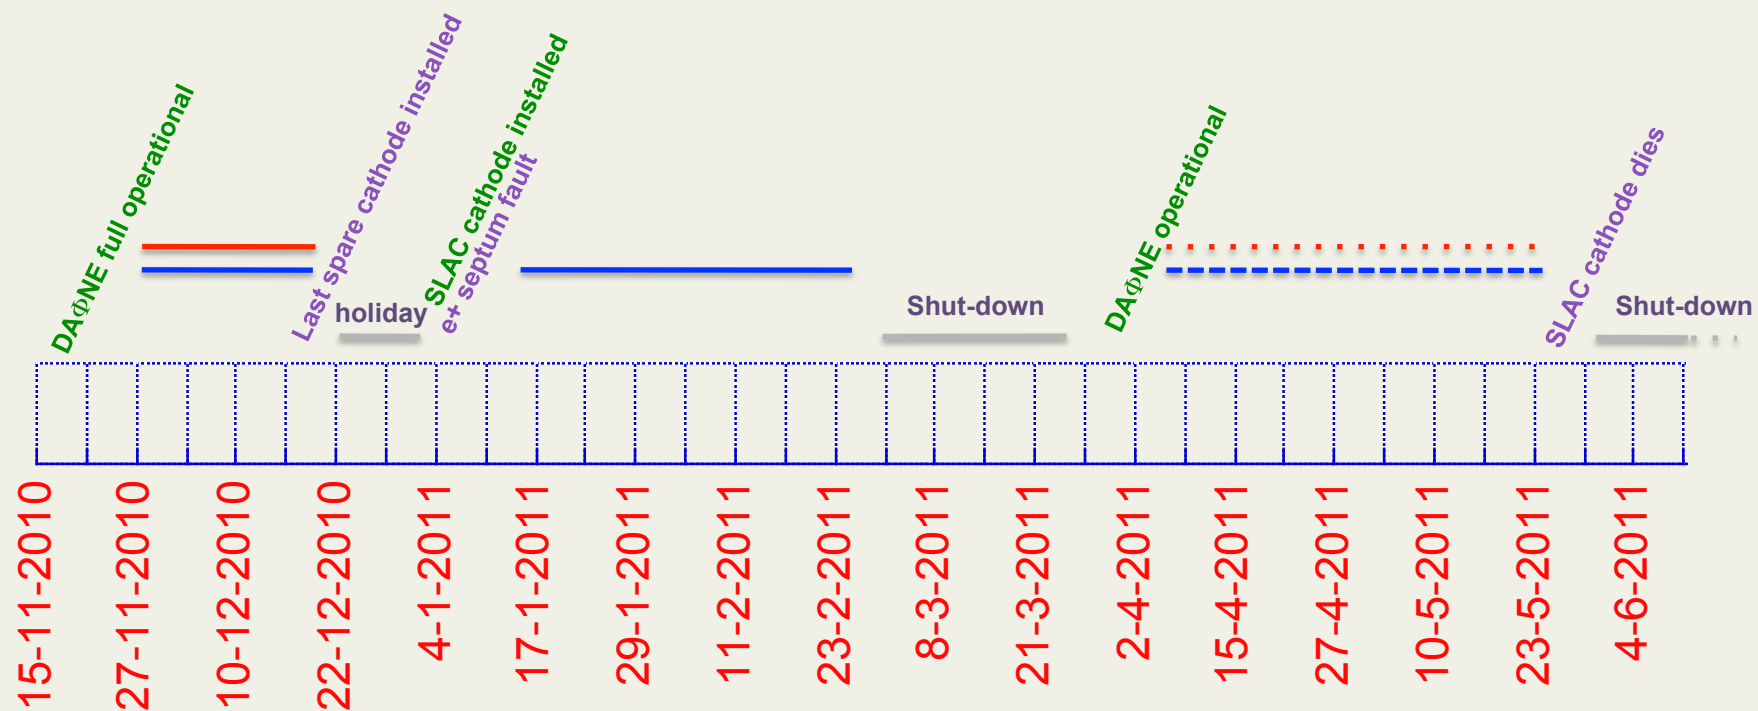 DAΦNE full operational
Last spare cathode installed
holiday
SLAC cathode installed
e+ septum fault
Shut-down
DAΦNE operational
SLAC cathode dies
Shut-down
15-11-2010
27-11-2010
10-12-2010
22-12-2010
4-1-2011
17-1-2011
29-1-2011
11-2-2011
23-2-2011
8-3-2011
21-3-2011
2-4-2011
15-4-2011
27-4-2011
10-5-2011
23-5-2011
4-6-2011